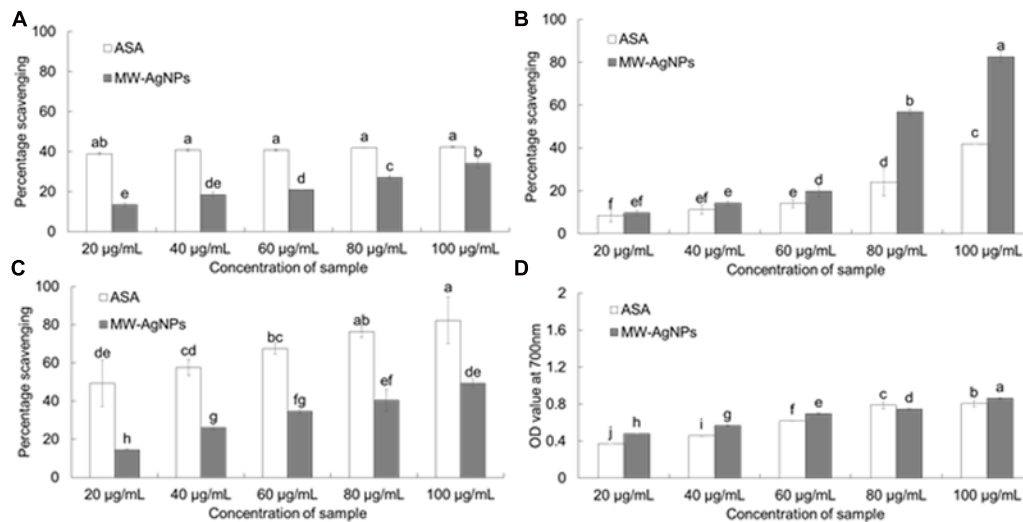 A
Percentage scavenging
100
80
60
40
20
0
ASA
MW-AgNPs
ab a a a a
e de d c b
20 µg/mL 40 µg/mL 60 µg/mL 80 µg/mL 100 µg/mL
Concentration of sample
B
Percentage scavenging
100
80
60
40
20
0
ASA
MW-AgNPs
f ef ef e e d d b c a
20 µg/mL 40 µg/mL 60 µg/mL 80 µg/mL 100 µg/mL
Concentration of sample
C
Percentage scavenging
100
80
60
40
20
0
ASA
MW-AgNPs
de cd bc ab a
h g fg ef de
20 µg/mL 40 µg/mL 60 µg/mL 80 µg/mL 100 µg/mL
Concentration of sample
D
OD value at 700nm
2
1.6
1.2
0.8
0.4
0
ASA
MW-AgNPs
j h i g f e c d b a
20 µg/mL 40 µg/mL 60 µg/mL 80 µg/mL 100 µg/mL
Concentration of sample